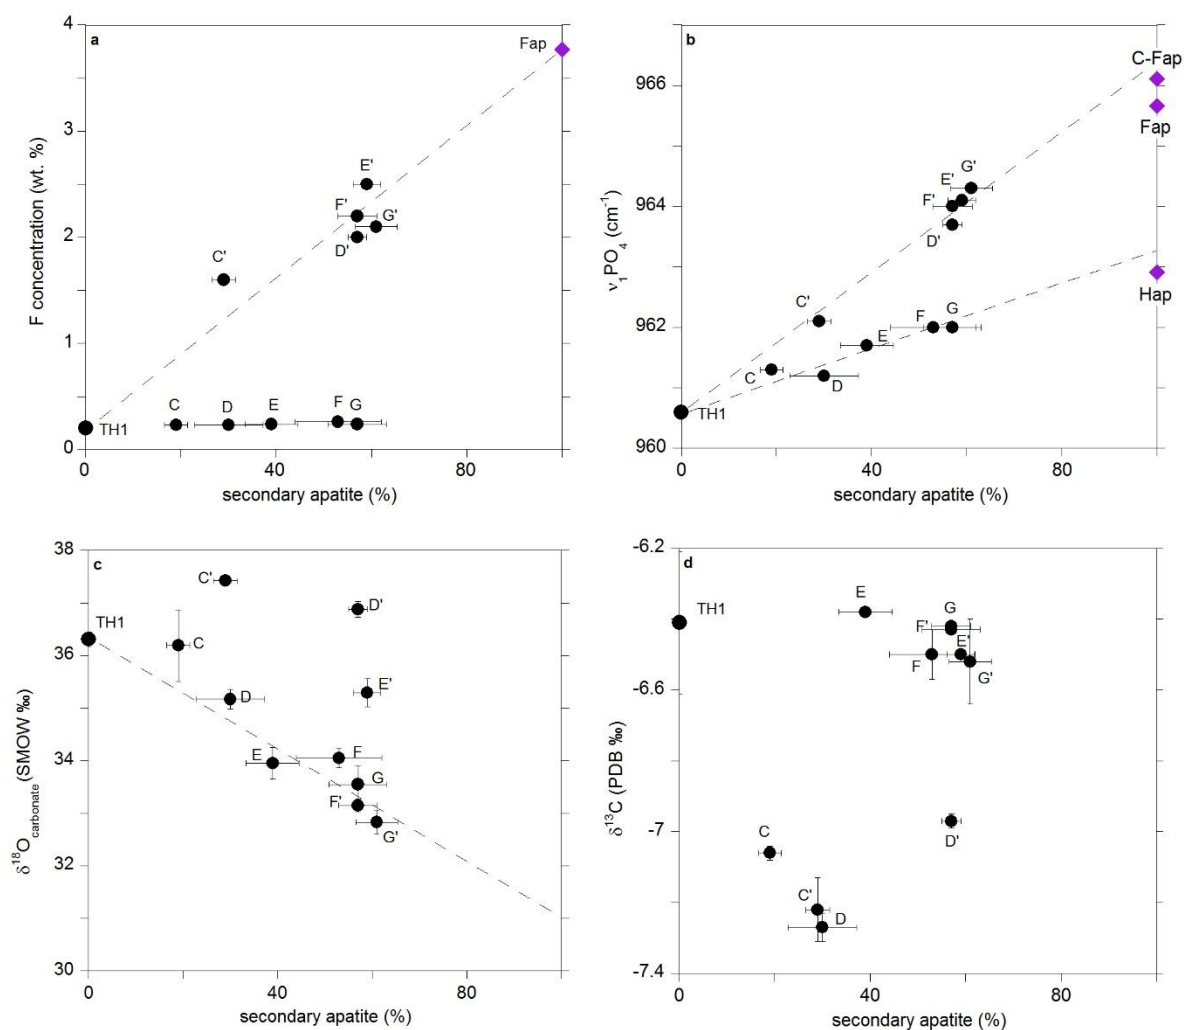 a
4
3
2
1
0
F concentration (wt. %)
Fap
E'
F'
G'
D'
C'
C
D
E
F
G
TH1
0
40
80
secondary apatite (%)
b
966
964
962
960
ν₁PO₄ (cm⁻¹)
C-Fap
Fap
Hap
G'
E'
F'
D'
C'
F
G
E
C
D
TH1
0
40
80
secondary apatite (%)
c
38
36
34
32
30
δ¹⁸Ocarbonate (SMOW ‰)
C'
D'
TH1
C
D
E'
E
F
G
F'
G'
0
40
80
secondary apatite (%)
d
-6.2
-6.6
-7
-7.4
δ¹³C (PDB ‰)
TH1
E
G
F'
E'
F
G'
C
D'
C'
D
0
40
80
secondary apatite (%)